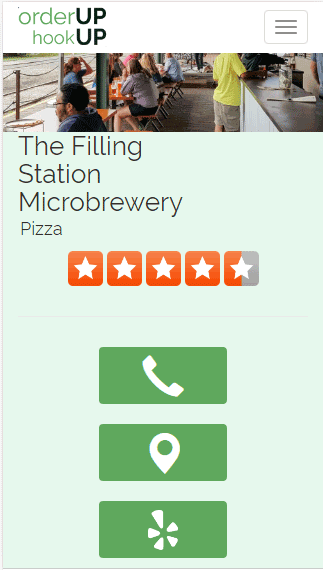 orderUP
hookUP
The Filling
Station
Microbrewery
Pizza